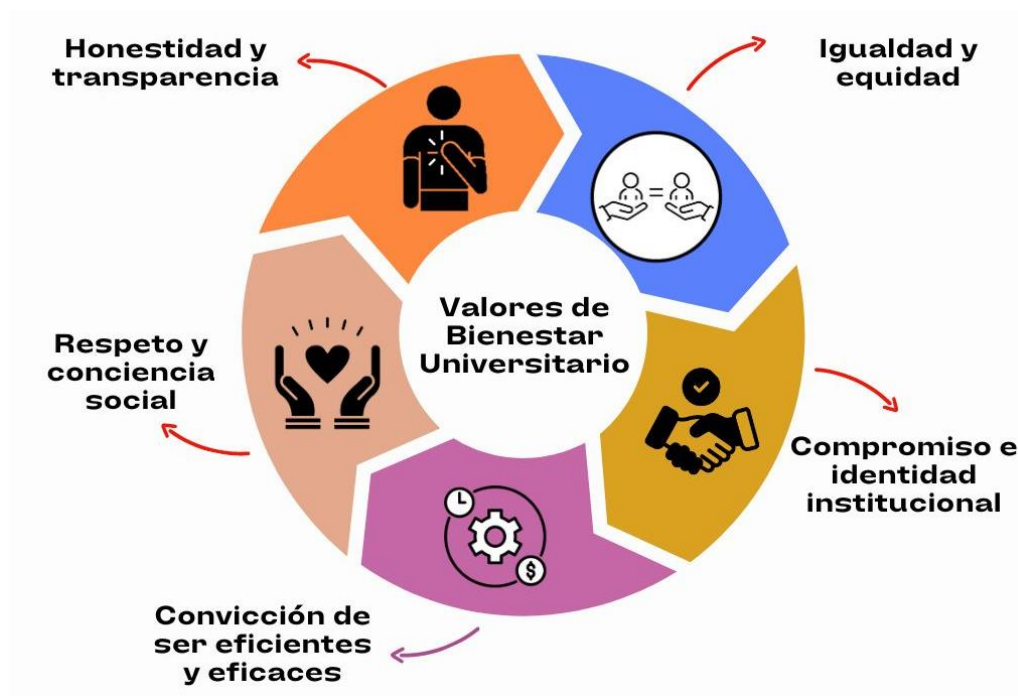 Honestidad y
transparencia
Igualdad y
equidad
Valores de
Bienestar
Universitario
Respeto y
conciencia
social
Compromiso e
identidad
institucional
$
Convicción de
ser eficientes
y eficaces